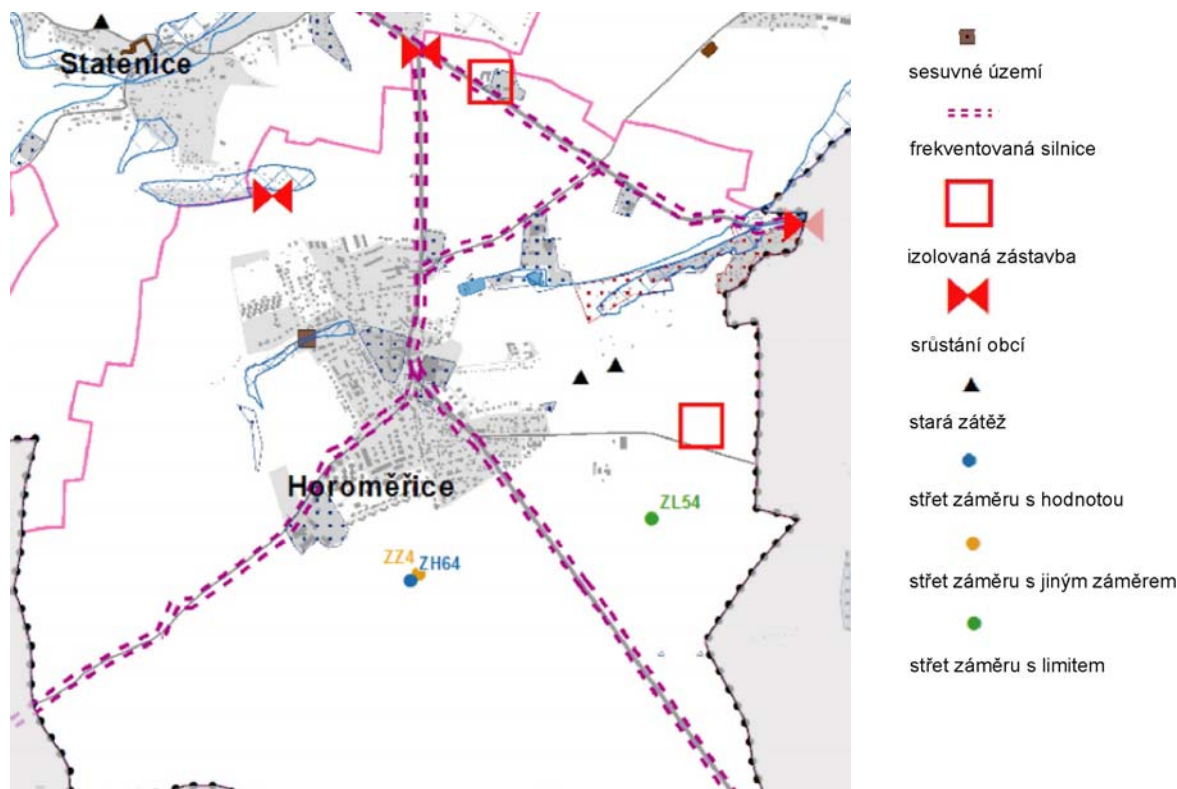 Statenice
Horoměřice
ZL54
ZZ4 ZH64
sesuvné území
frekventovaná silnice
izolovaná zástavba
srůstání obcí
stará zátěž
střet záměru s hodnotou
střet záměru s jiným záměrem
střet záměru s limitem